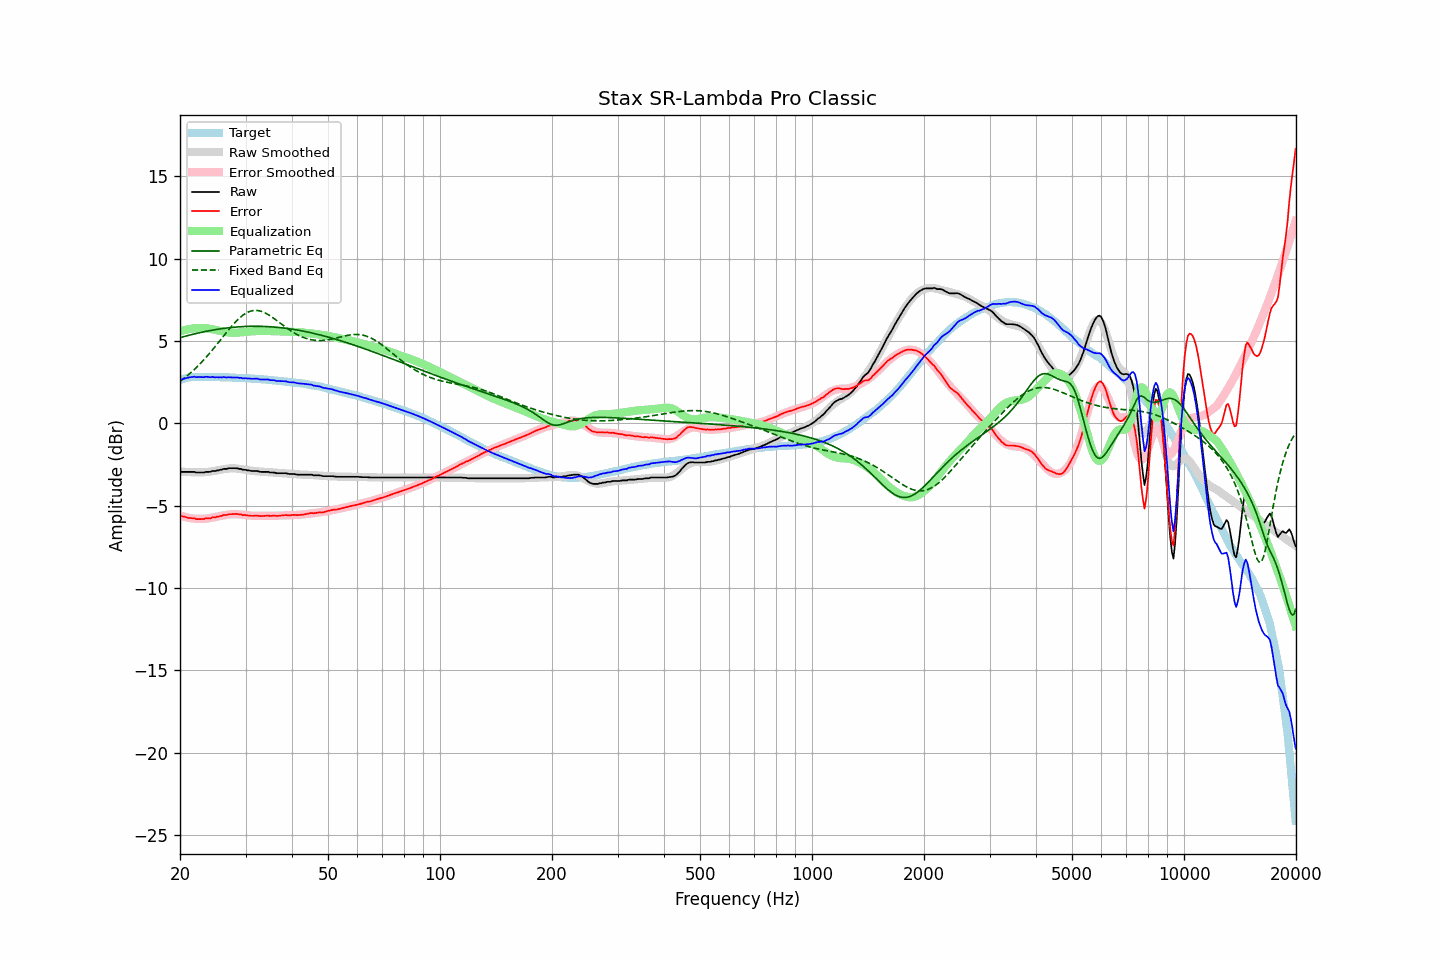 Stax SR-Lambda Pro Classic
Target
Raw Smoothed
Error Smoothed
Raw
Error
Equalization
Parametric Eq
Fixed Band Eq
Equalized
15
10
5
0
−5
−10
−15
−20
−25
Amplitude (dBr)
20 50 100 200 500 1000 2000 5000 10000 20000
Frequency (Hz)